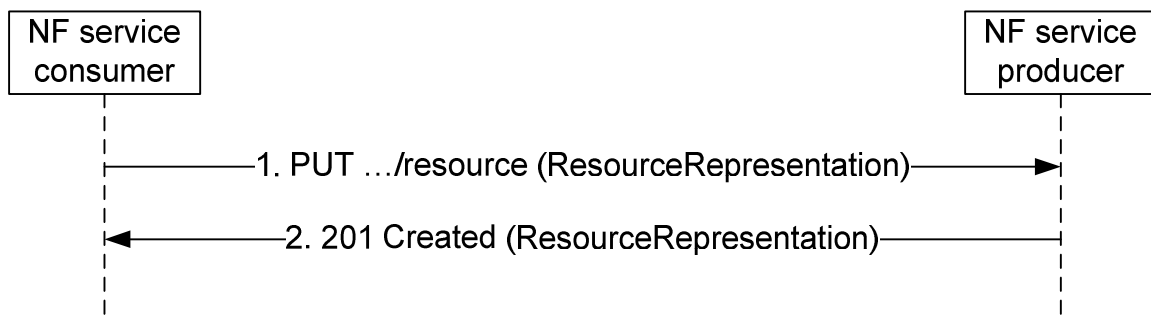 NF service
consumer
NF service
producer
1. PUT …/resource (ResourceRepresentation)
2. 201 Created (ResourceRepresentation)